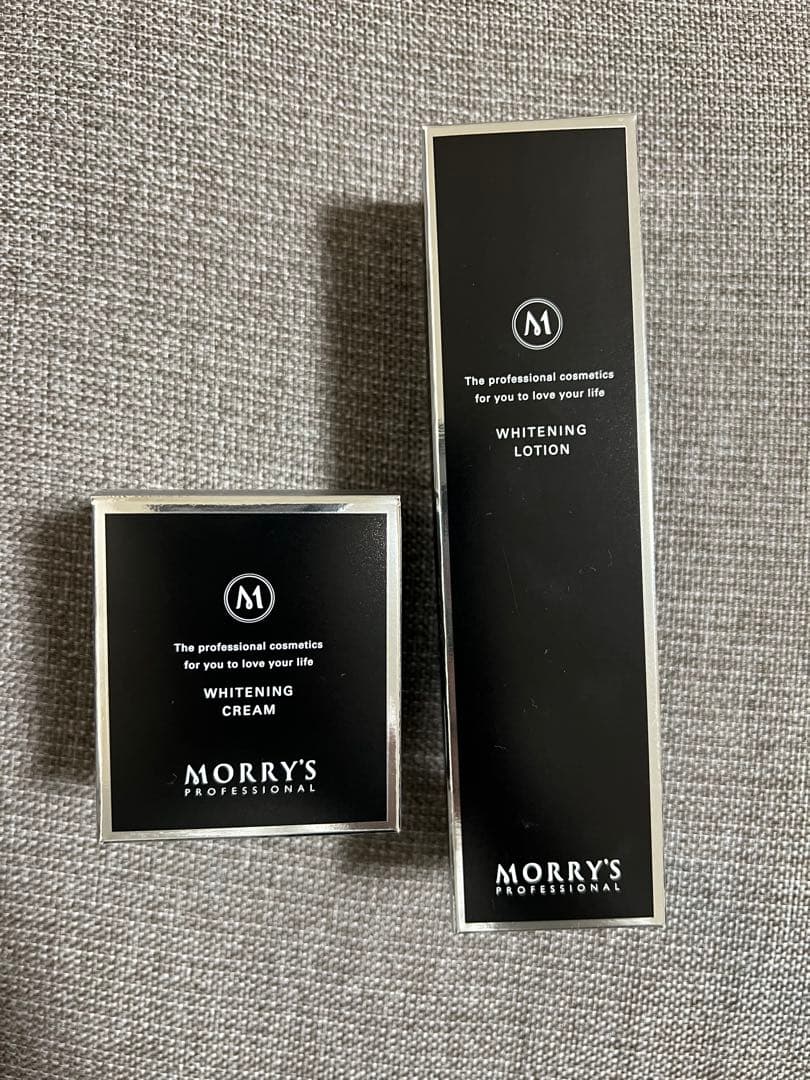 M
The professional cosmetics
for you to love your life
WHITENING
CREAM
MORRY'S
PROFESSIONAL
M
The professional cosmetics
for you to love your life
WHITENING
LOTION
MORRY'S
PROFESSIONAL